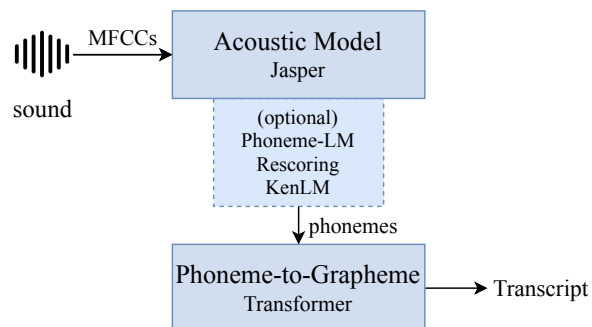 MFCCs
sound
Acoustic Model
Jasper
(optional)
Phoneme-LM
Rescoring
KenLM
phonemes
Phoneme-to-Grapheme
Transformer
Transcript